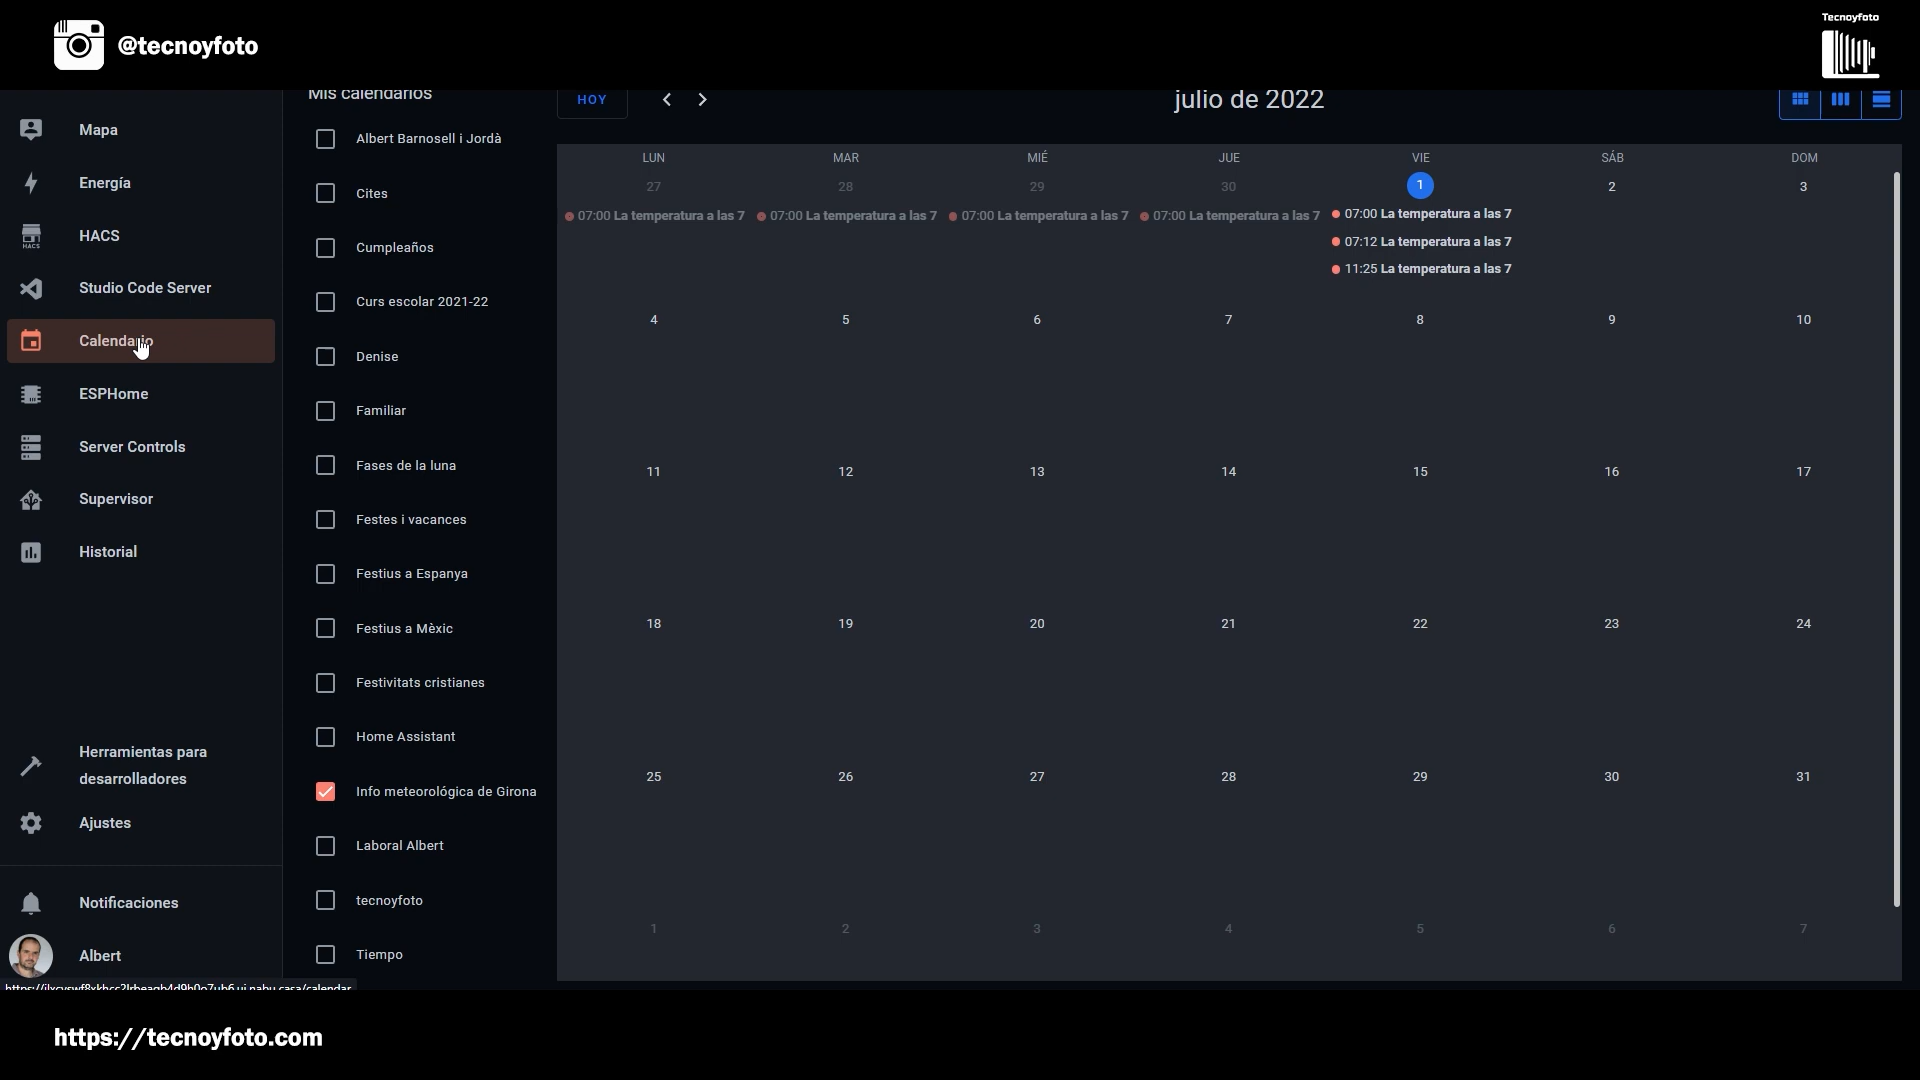 @tecnoyfoto
Tecnoyfoto
Mapa
Energía
HACS
HACS
Studio Code Server
Calendario
ESPHome
Server Controls
Supervisor
Historial
Herramientas para
desarrolladores
Ajustes
Notificaciones
Albert
Mis calendarios
Albert Barnosell i Jordà
Cites
Cumpleaños
Curs escolar 2021-22
Denise
Familiar
Fases de la luna
Festes i vacances
Festius a Espanya
Festius a Mèxic
Festivitats cristianes
Home Assistant
Info meteorológica de Girona
Laboral Albert
tecnoyfoto
Tiempo
HOY
julio de 2022
LUN MAR MIÉ JUE VIE SÁB DOM
27 28 29 30 1 2 3
07:00 La temperatura a las 7 07:00 La temperatura a las 7 07:00 La temperatura a las 7 07:00 La temperatura a las 7 07:00 La temperatura a las 7
07:12 La temperatura a las 7
11:25 La temperatura a las 7
4 5 6 7 8 9 10
11 12 13 14 15 16 17
18 19 20 21 22 23 24
25 26 27 28 29 30 31
1 2 3 4 5 6 7
https://tecnoyfoto.com